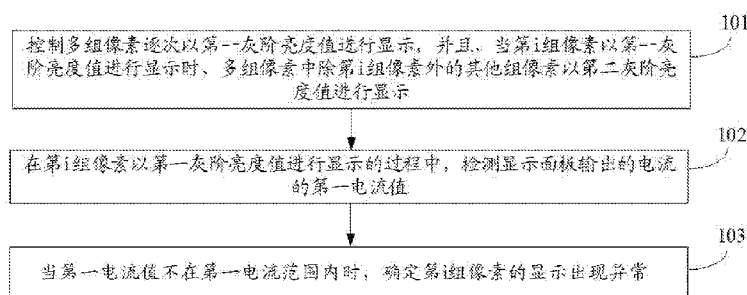 101
控制多组像素逐次以第一灰阶亮度值进行显示，并且、当第i组像素以第一灰
阶亮度值进行显示时、多组像素中除第i组像素外的其他组像素以第二灰阶亮
度值进行显示
102
在第i组像素以第一灰阶亮度值进行显示的过程中，检测显示面板输出的电流
的第一电流值
103
当第一电流值不在第一电流范围内时，确定第i组像素的显示出现异常